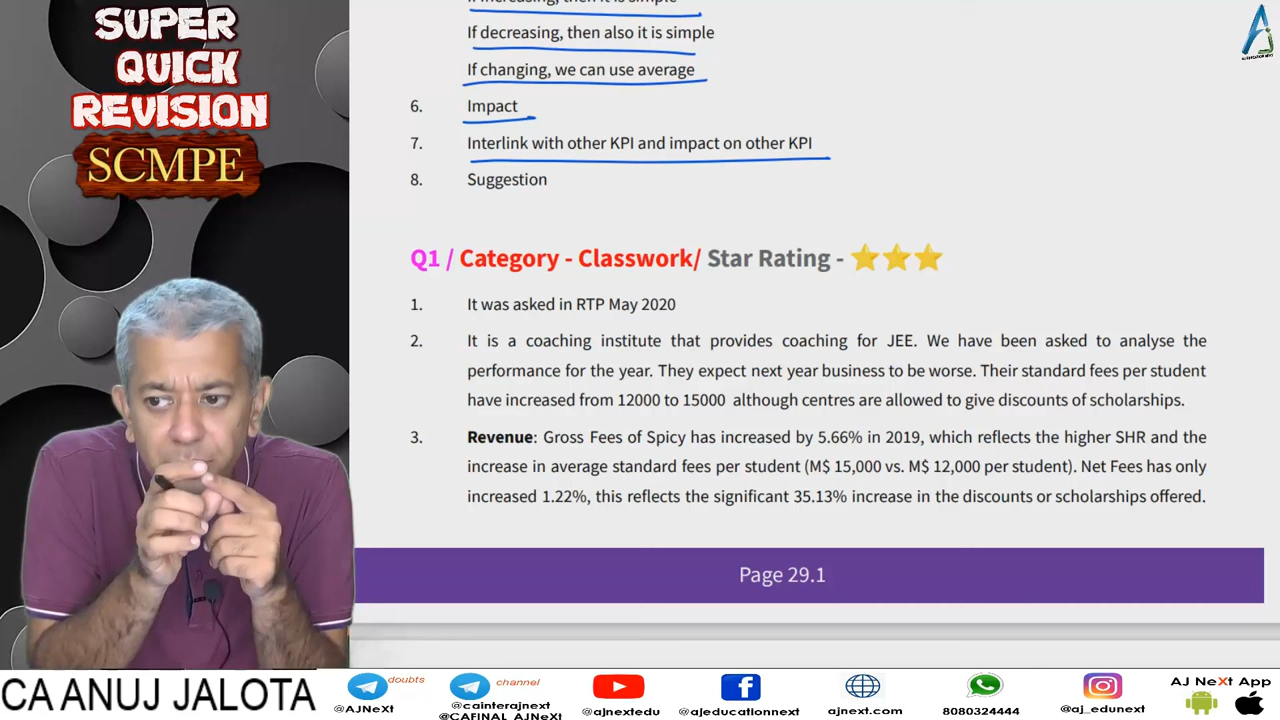 SUPER
QUICK
REVISION
SCMPE
If decreasing, then also it is simple
If changing, we can use average
6. Impact
7. Interlink with other KPI and impact on other KPI
8. Suggestion
Q1 / Category - Classwork/ Star Rating - ⭐⭐⭐
1. It was asked in RTP May 2020
2. It is a coaching institute that provides coaching for JEE. We have been asked to analyse the
performance for the year. They expect next year business to be worse. Their standard fees per student
have increased from 12000 to 15000 although centres are allowed to give discounts of scholarships.
3. Revenue: Gross Fees of Spicy has increased by 5.66% in 2019, which reflects the higher SHR and the
increase in average standard fees per student (M$ 15,000 vs. M$ 12,000 per student). Net Fees has only
increased 1.22%, this reflects the significant 35.13% increase in the discounts or scholarships offered.
Page 29.1
CA ANUJ JALOTA
doubts
@AJNeXt
channel
@cainterajnext
@CAFINAL_AJNeXt
@ajnextedu
@ajeducationnext
ajnext.com
8080324444
@aj_edunext
AJ NeXt App